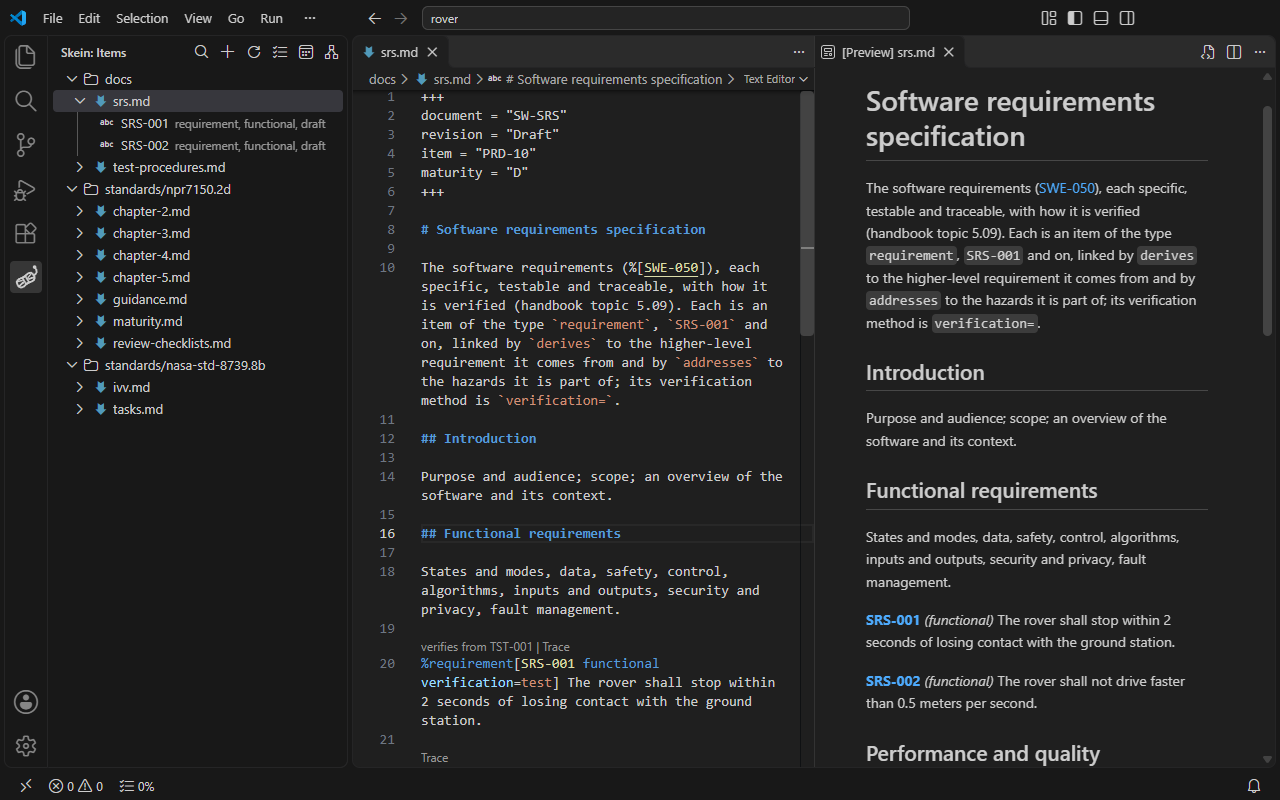 File Edit Selection View Go Run ···
rover
Skein: Items
docs
srs.md
SRS-001 requirement, functional, draft
SRS-002 requirement, functional, draft
test-procedures.md
standards/npr7150.2d
chapter-2.md
chapter-3.md
chapter-4.md
chapter-5.md
guidance.md
maturity.md
review-checklists.md
standards/nasa-std-8739.8b
ivv.md
tasks.md
srs.md
docs > srs.md > abc # Software requirements specification > Text Editor
1 +++
2 document = "SW-SRS"
3 revision = "Draft"
4 item = "PRD-10"
5 maturity = "D"
6 +++
7
8 # Software requirements specification
9
10 The software requirements (%[SWE-050]), each
specific, testable and traceable, with how it
is verified (handbook topic 5.09). Each is an
item of the type `requirement`, `SRS-001` and
on, linked by `derives` to the higher-level
requirement it comes from and by `addresses` to
the hazards it is part of; its verification
method is `verification=`.
11
12 ## Introduction
13
14 Purpose and audience; scope; an overview of the
software and its context.
15
16 ## Functional requirements
17
18 States and modes, data, safety, control,
algorithms, inputs and outputs, security and
privacy, fault management.
19
verifies from TST-001 | Trace
20 %requirement[SRS-001 functional
verification=test] The rover shall stop within
2 seconds of losing contact with the ground
station.
21
Trace
[Preview] srs.md
Software requirements
specification
The software requirements (SWE-050), each specific,
testable and traceable, with how it is verified
(handbook topic 5.09). Each is an item of the type
requirement, SRS-001 and on, linked by derives
to the higher-level requirement it comes from and by
addresses to the hazards it is part of; its verification
method is verification=.
Introduction
Purpose and audience; scope; an overview of the
software and its context.
Functional requirements
States and modes, data, safety, control, algorithms,
inputs and outputs, security and privacy, fault
management.
SRS-001 (functional) The rover shall stop within 2
seconds of losing contact with the ground station.
SRS-002 (functional) The rover shall not drive faster
than 0.5 meters per second.
Performance and quality
0 0 0%